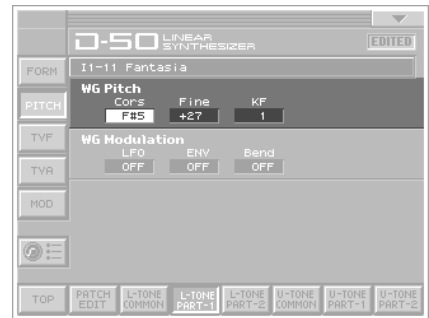 D-50 LINEAR SYNTHESIZER
EDITED
FORM
I1-11 Fantasia
PITCH
WG Pitch
Cors Fine KF
F#5 +27 1
TVF
WG Modulation
LFO ENV Bend
TVA
OFF OFF OFF
MOD
TOP
PATCH EDIT
L-TONE COMMON
L-TONE PART-1
L-TONE PART-2
U-TONE COMMON
U-TONE PART-1
U-TONE PART-2